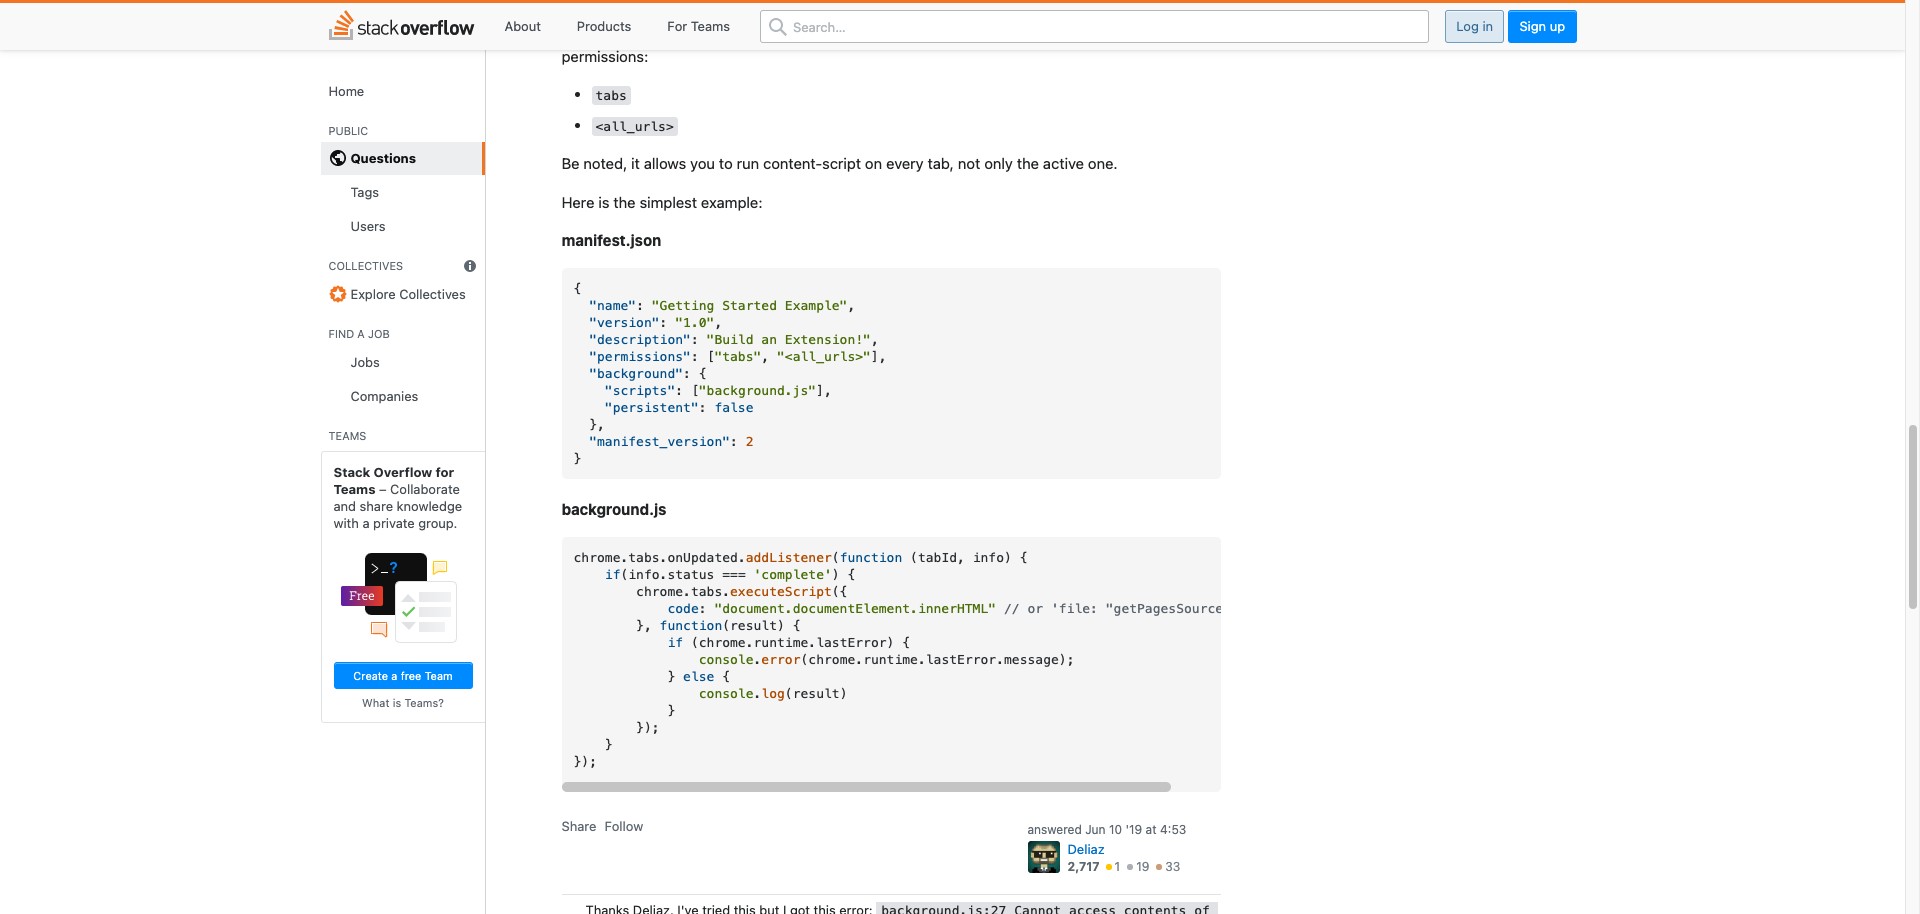 stackoverflow
About
Products
For Teams
Search...
Log in
Sign up
Home
PUBLIC
Questions
Tags
Users
COLLECTIVES
Explore Collectives
FIND A JOB
Jobs
Companies
TEAMS
Stack Overflow for
Teams – Collaborate
and share knowledge
with a private group.
>_?
Free
Create a free Team
What is Teams?
permissions:
• tabs
• <all_urls>
Be noted, it allows you to run content-script on every tab, not only the active one.
Here is the simplest example:
manifest.json
{
  "name": "Getting Started Example",
  "version": "1.0",
  "description": "Build an Extension!",
  "permissions": ["tabs", "<all_urls>"],
  "background": {
    "scripts": ["background.js"],
    "persistent": false
  },
  "manifest_version": 2
}
background.js
chrome.tabs.onUpdated.addListener(function (tabId, info) {
    if(info.status === 'complete') {
        chrome.tabs.executeScript({
            code: "document.documentElement.innerHTML" // or 'file: "getPagesSource
        }, function(result) {
            if (chrome.runtime.lastError) {
                console.error(chrome.runtime.lastError.message);
            } else {
                console.log(result)
            }
        });
    }
});
Share Follow
answered Jun 10 '19 at 4:53
Deliaz
2,717 ●1 ●19 ●33
Thanks Deliaz, I've tried this but I got this error: background.js:27 Cannot access contents of